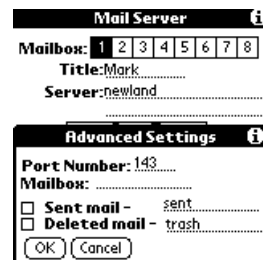 Mail Server i
Mailbox: 1 2 3 4 5 6 7 8
Title: Mark
Server: newland
Advanced Settings i
Port Number: 143
Mailbox:
Sent mail - sent
Deleted mail - trash
OK Cancel